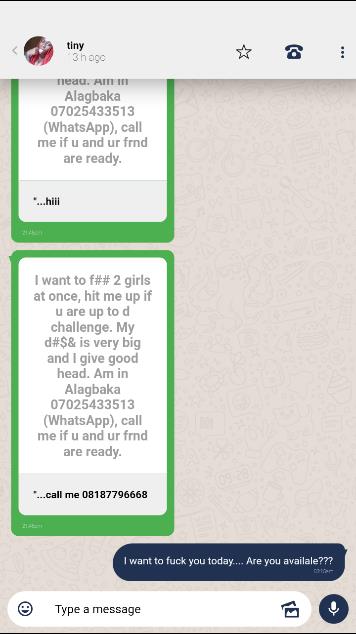 tiny
13 h ago
head. Am in
Alagbaka
07025433513
(WhatsApp), call
me if u and ur frnd
are ready.
"...hiii
21:46pm
I want to f## 2 girls
at once, hit me up if
u are up to d
challenge. My
d#$& is very big
and I give good
head. Am in
Alagbaka
07025433513
(WhatsApp), call
me if u and ur frnd
are ready.
"...call me 08187796668
21:46pm
I want to fuck you today.... Are you availale???
Type a message